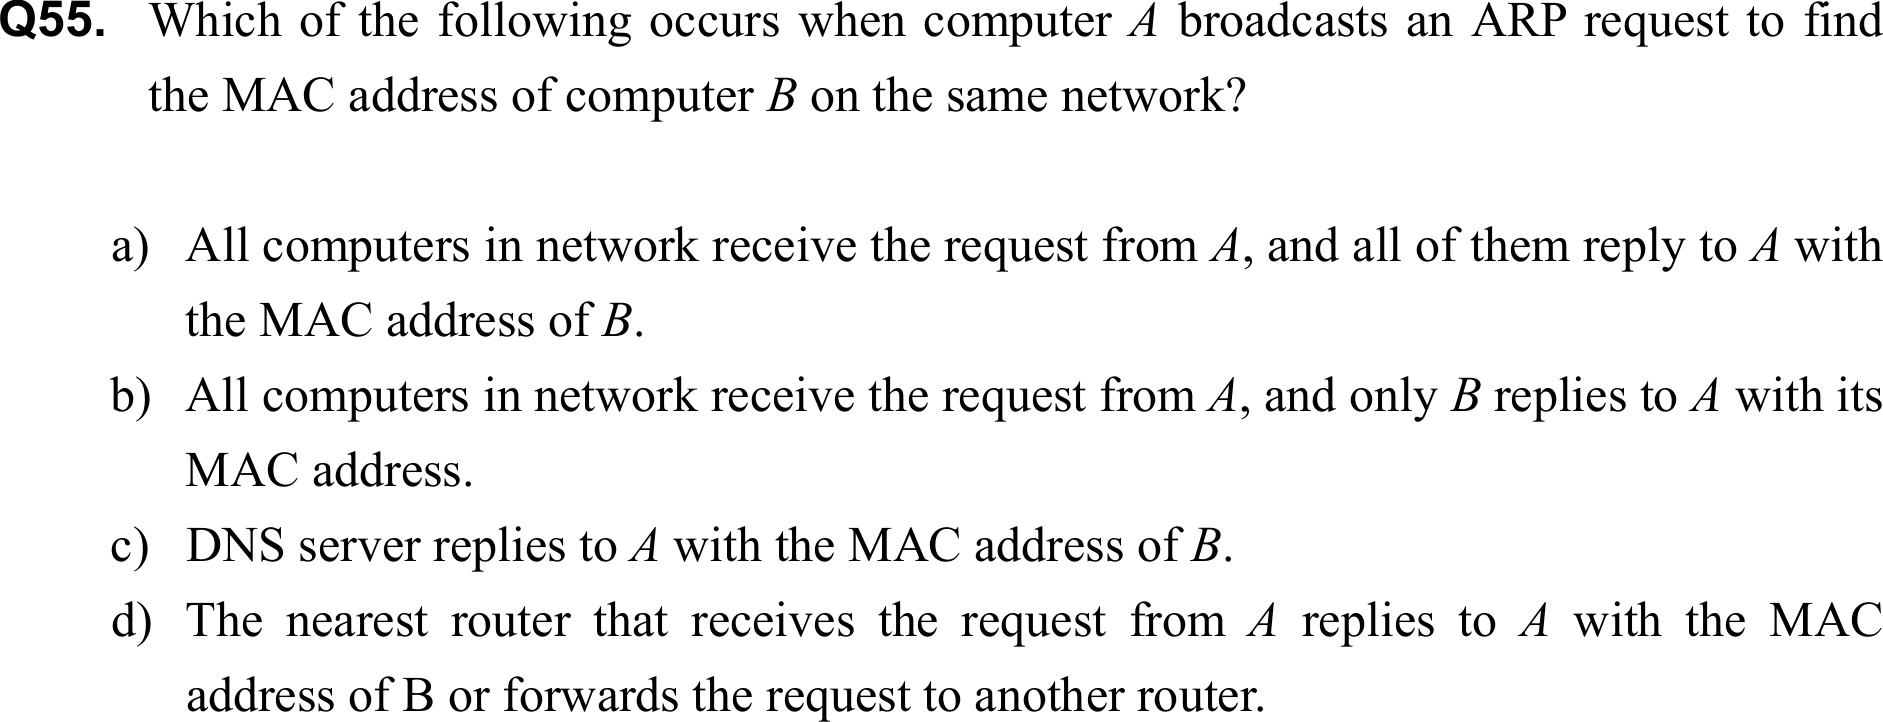 Q55. Which of the following occurs when computer A broadcasts an ARP request to find
the MAC address of computer B on the same network?
a) All computers in network receive the request from A, and all of them reply to A with
the MAC address of B.
b) All computers in network receive the request from A, and only B replies to A with its
MAC address.
c) DNS server replies to A with the MAC address of B.
d) The nearest router that receives the request from A replies to A with the MAC
address of B or forwards the request to another router.